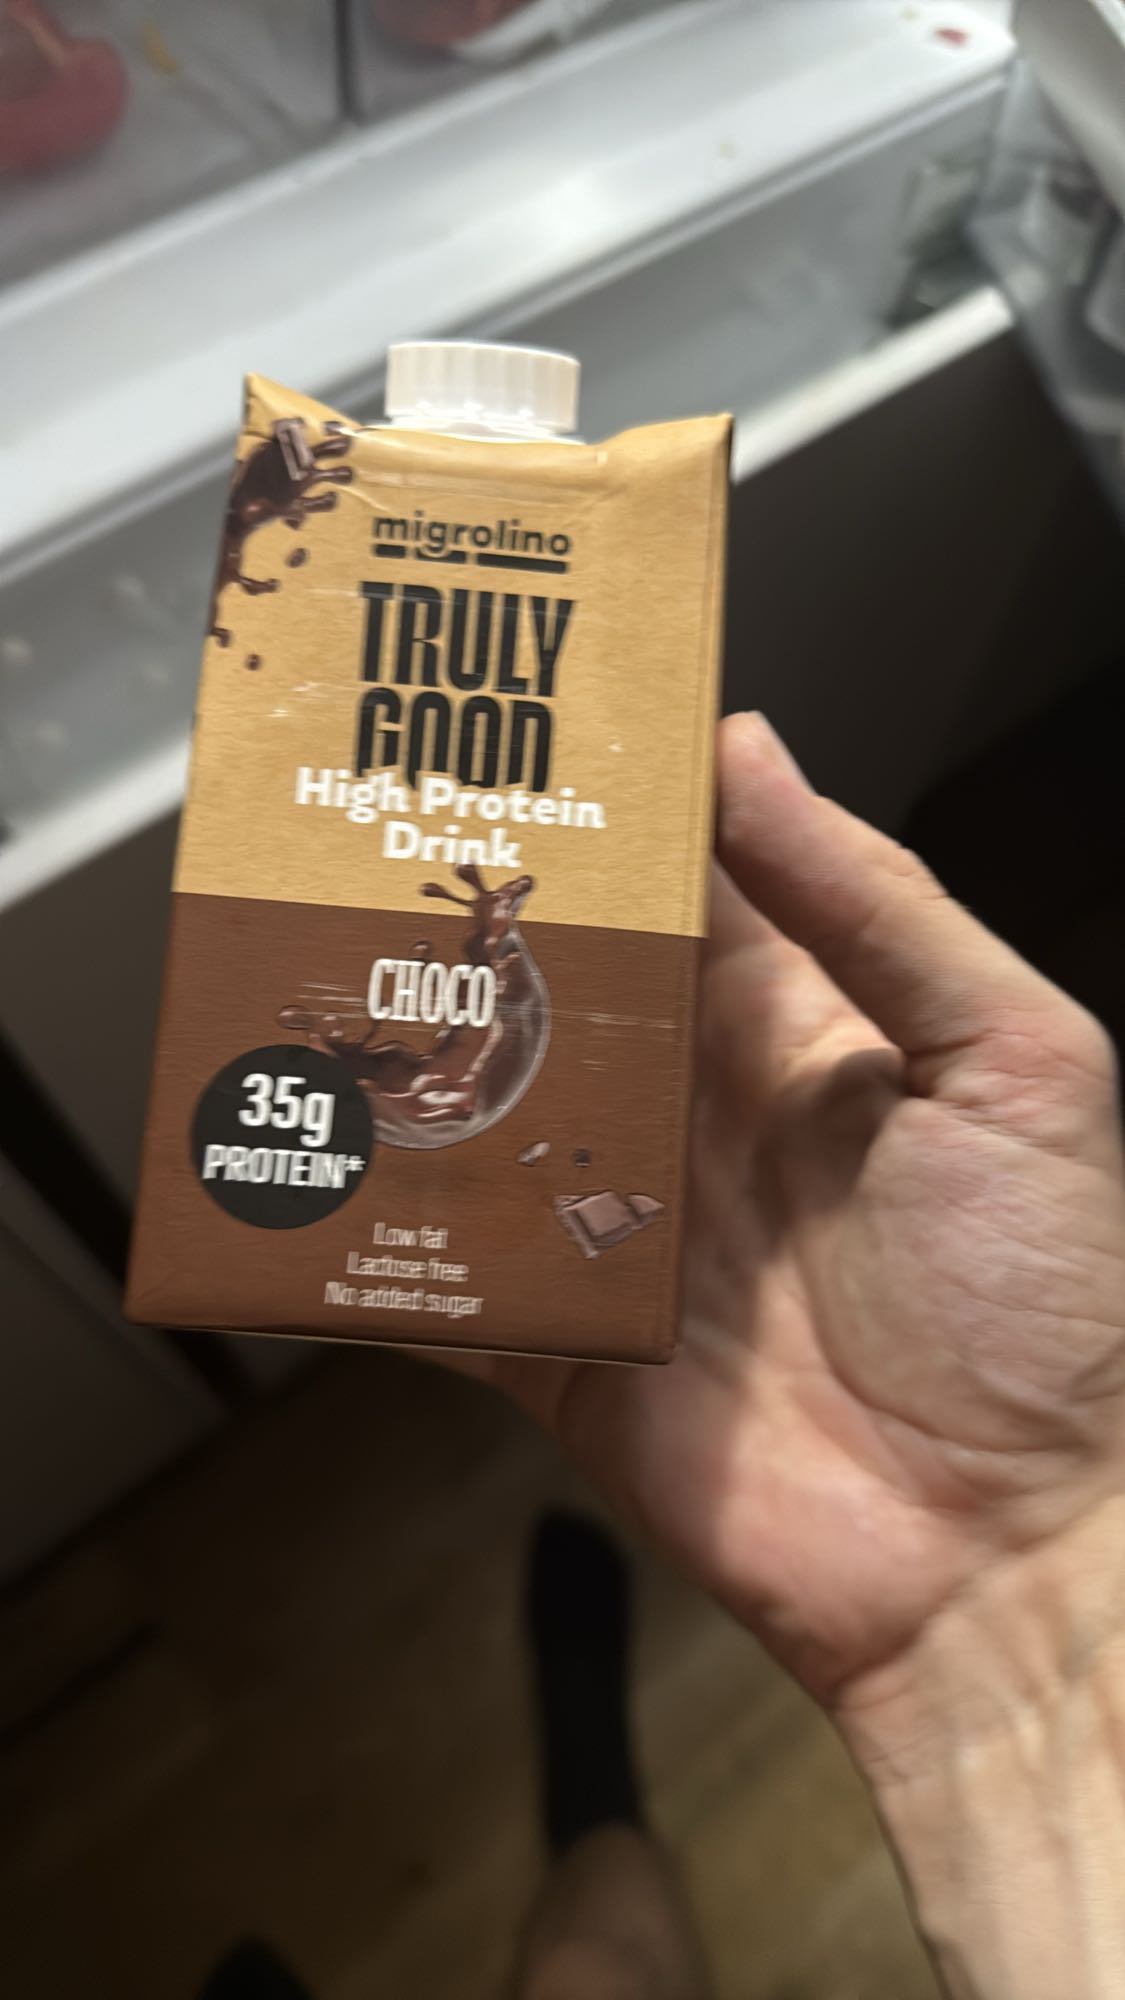 migrolino
TRULY
GOOD
High Protein
Drink
CHOCO
35g
PROTEIN*
Low fat
Lactose free
No added sugar